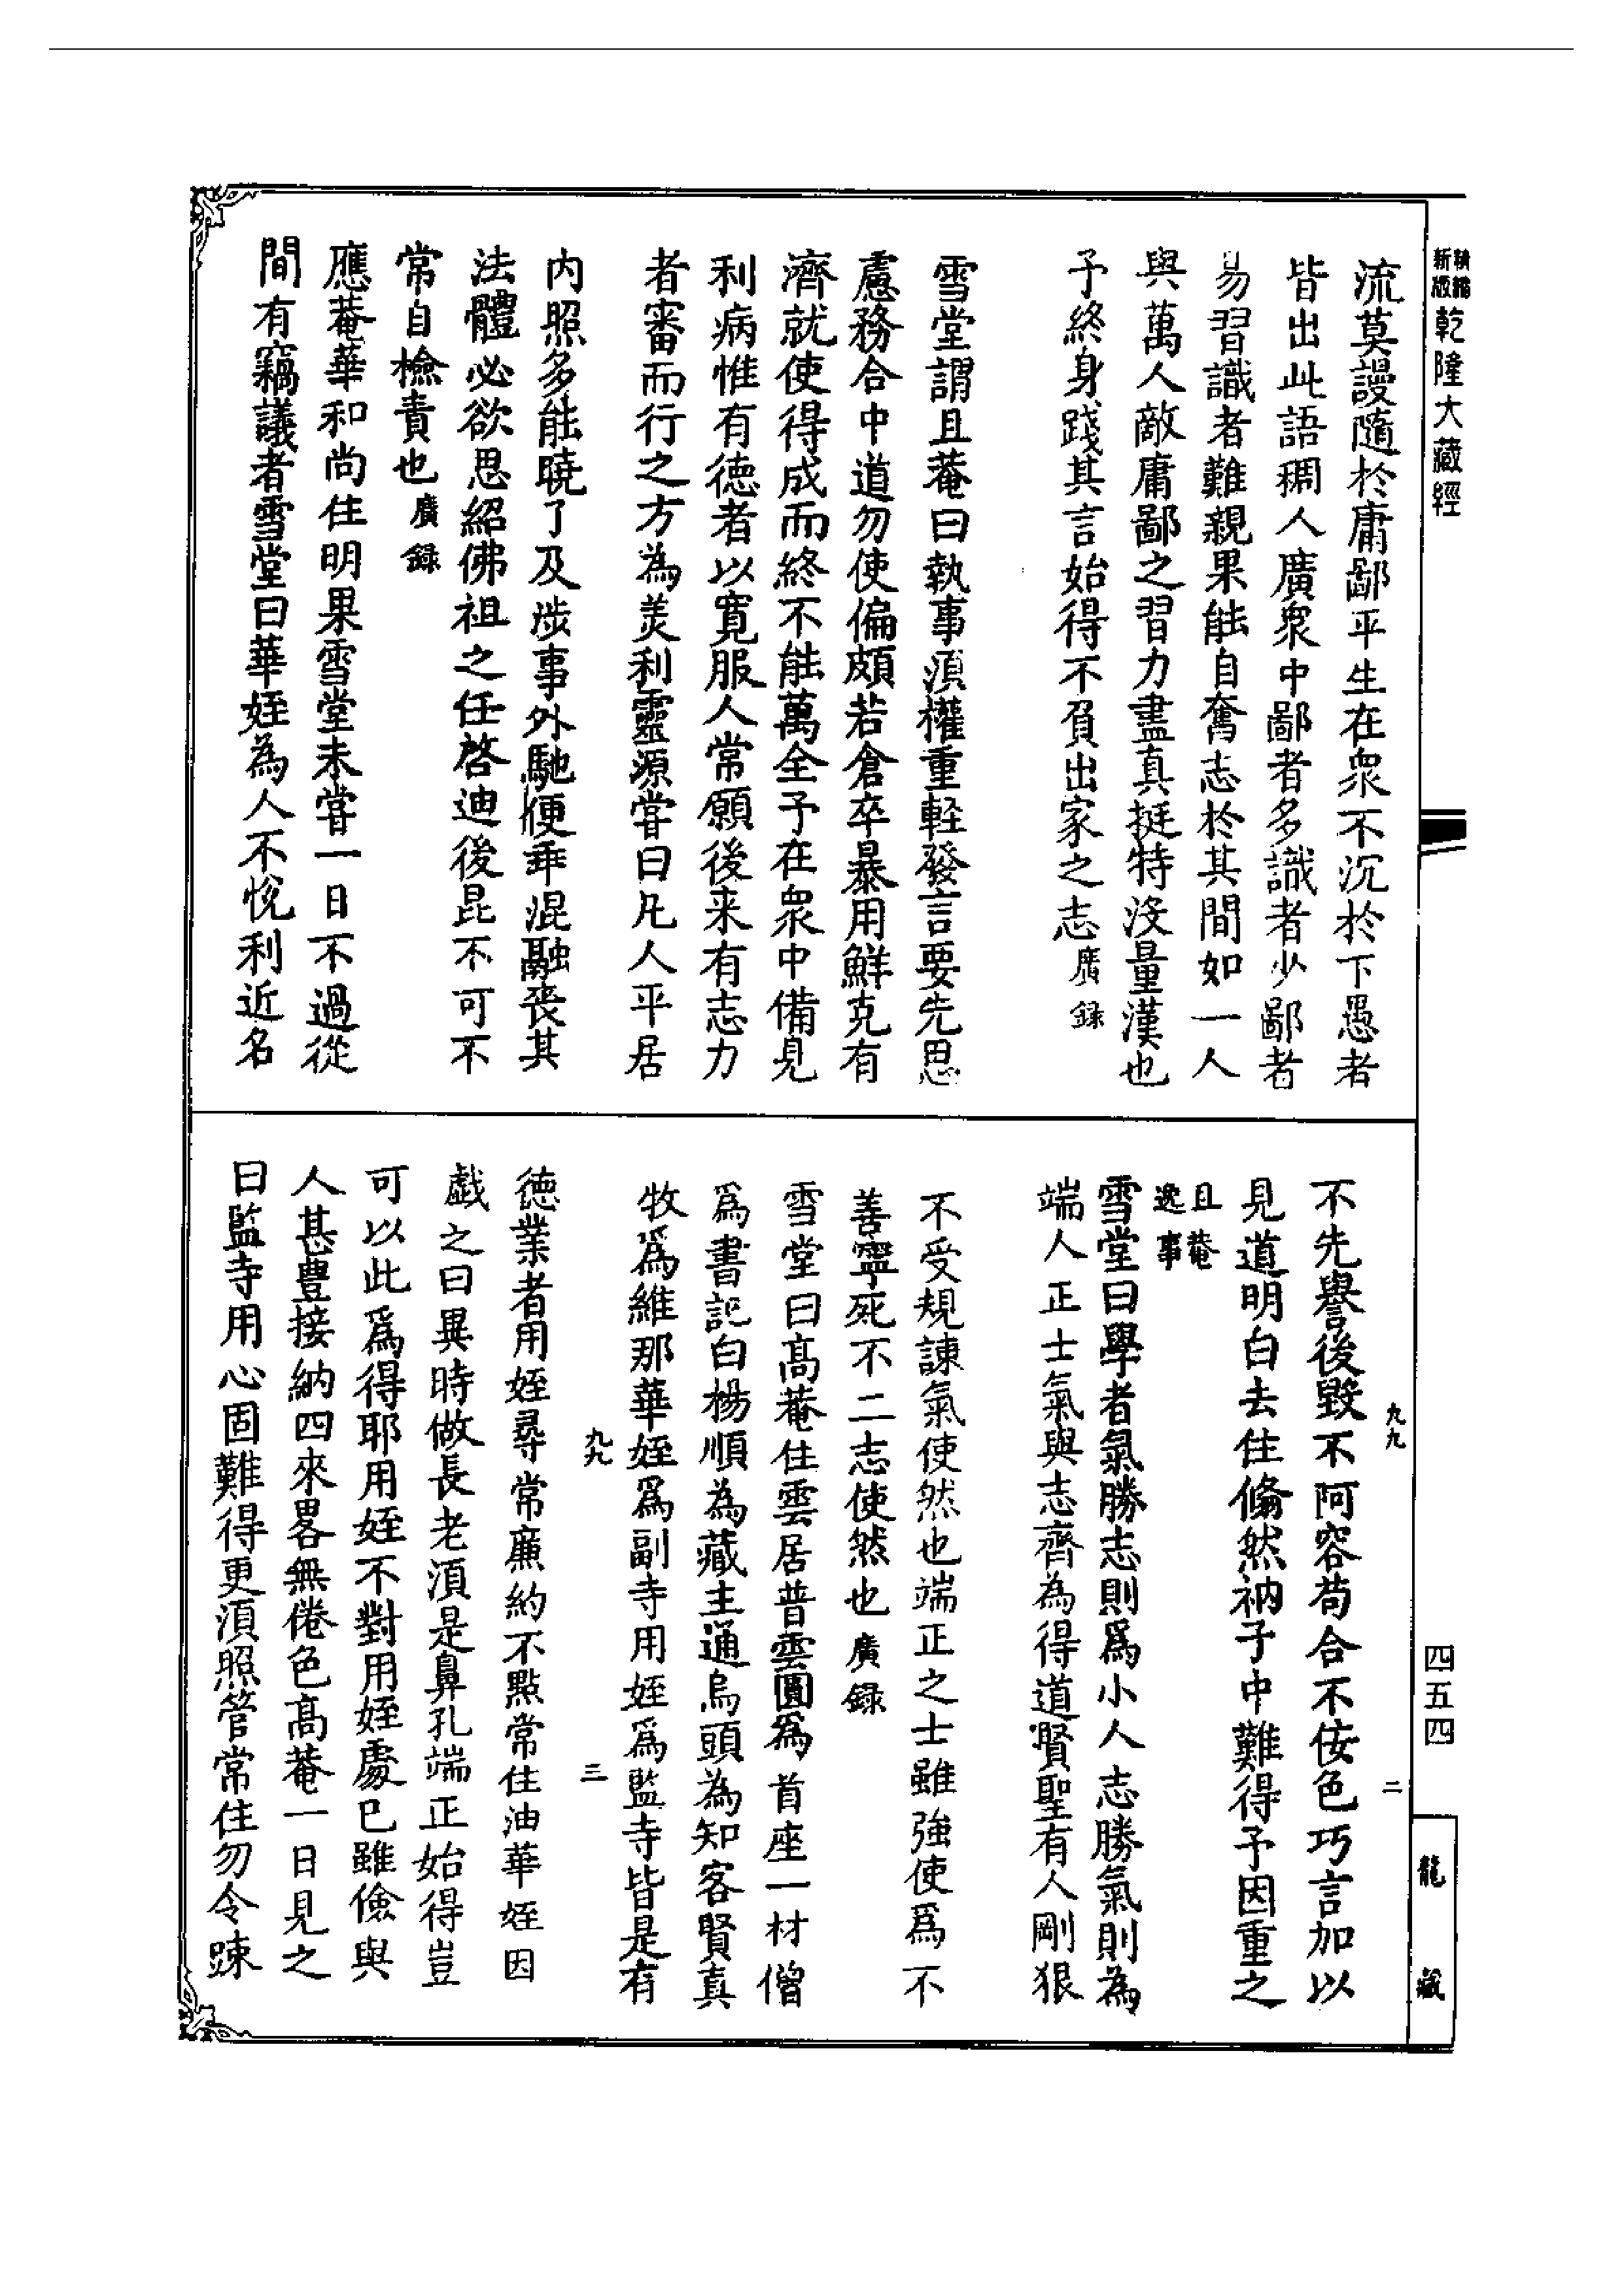 精縮
新版
乾隆大藏經
流莫謾隨於庸鄙平生在衆不沉於下愚者
皆出此語稠人廣衆中鄙者多識者少鄙者
易習識者難親果能自奮志於其間如一人
與萬人敵庸鄙之習力盡真挺特没量漢也
予終身踐其言始得不負出家之志廣録
雪堂謂且菴曰執事須權重輕發言要先思
慮務合中道勿使偏頗若倉卒暴用鮮克有
濟就使得成而終不能萬全予在衆中備見
利病惟有德者以寬服人常願後来有志力
者審而行之方為美利靈源嘗曰凡人平居
内照多能曉了及涉事外馳便乖混融喪其
法體必欲思紹佛祖之任啓迪後昆不可不
常自檢責也廣録
應菴華和尚住明果雪堂未嘗一日不過從
間有竊議者雪堂曰華姪為人不悅利近名
九九
二
不先譽後毀不阿容苟合不佞色巧言加以
見道明白去住翛然衲子中難得予因重之
且菴
逸事
雪堂曰學者氣勝志則爲小人志勝氣則為
端人正士氣與志齊為得道賢聖有人剛狠
不受規諫氣使然也端正之士雖強使爲不
善寧死不二志使然也廣録
雪堂曰高菴住雲居普雲圓爲首座一材僧
爲書記白楊順為藏主通烏頭為知客賢真
牧爲維那華姪爲副寺用姪爲監寺皆是有
九九
三
德業者用姪尋常廉約不點常住油華姪因
戲之曰異時做長老須是鼻孔端正始得豈
可以此爲得耶用姪不對用姪處已雖儉與
人甚豊接納四來畧無倦色高菴一日見之
曰監寺用心固難得更須照管常住勿令踈
四五四
龍藏